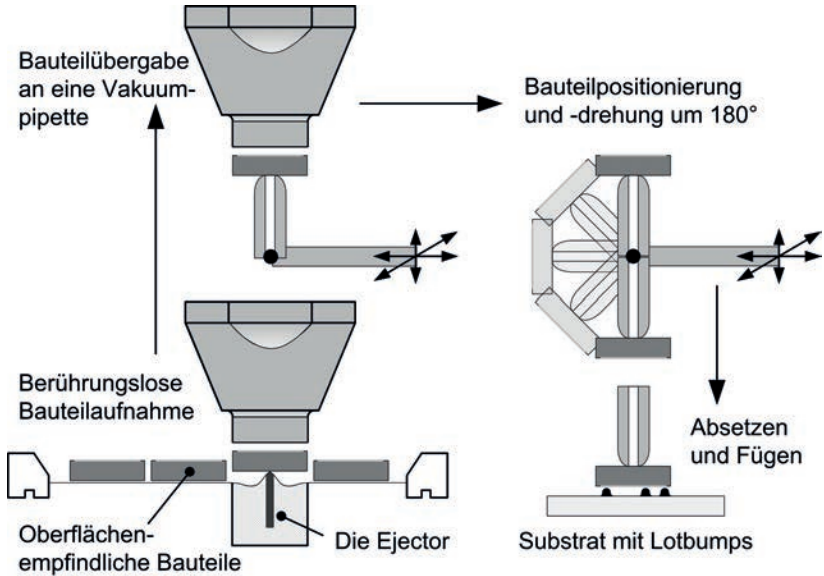 Bauteilübergabe
an eine Vakuum-
pipette
Bauteilpositionierung
und -drehung um 180°
Berührungslose
Bauteilaufnahme
Absetzen
und Fügen
Oberflächen-
empfindliche Bauteile
Die Ejector
Substrat mit Lotbumps